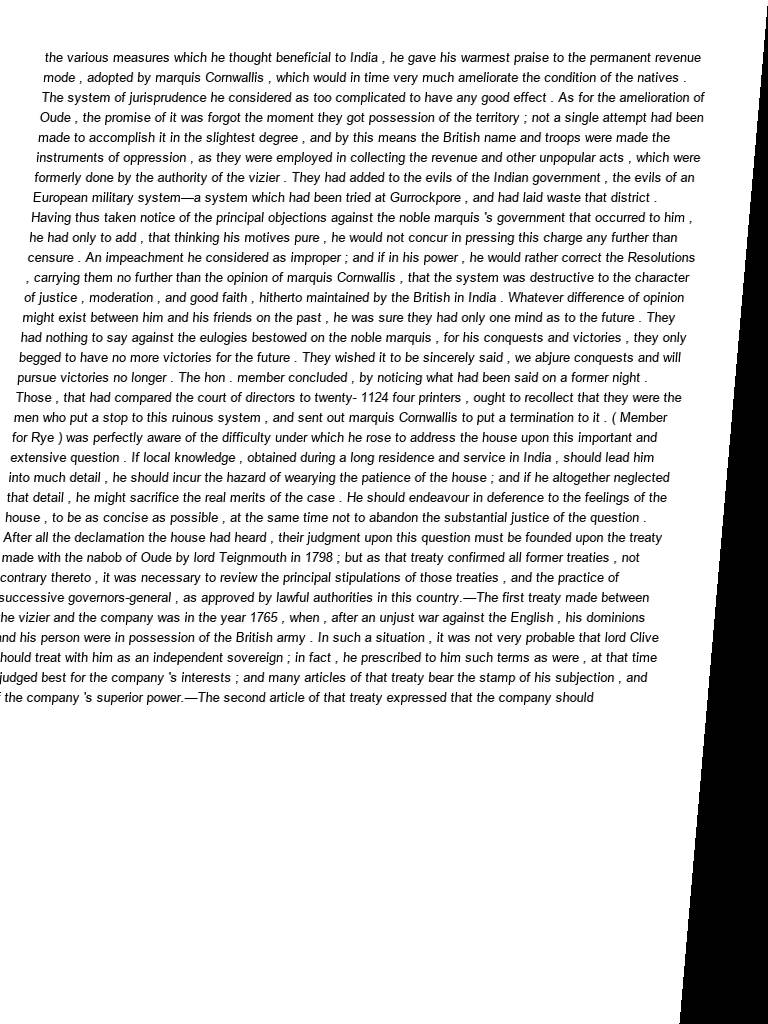 the various measures which he thought beneficial to India , he gave his warmest praise to the permanent revenue
mode , adopted by marquis Cornwallis , which would in time very much ameliorate the condition of the natives .
The system of jurisprudence he considered as too complicated to have any good effect . As for the amelioration of
Oude , the promise of it was forgot the moment they got possession of the territory ; not a single attempt had been
made to accomplish it in the slightest degree , and by this means the British name and troops were made the
instruments of oppression , as they were employed in collecting the revenue and other unpopular acts , which were
formerly done by the authority of the vizier . They had added to the evils of the Indian government , the evils of an
European military system—a system which had been tried at Gurrockpore , and had laid waste that district .
Having thus taken notice of the principal objections against the noble marquis 's government that occurred to him ,
he had only to add , that thinking his motives pure , he would not concur in pressing this charge any further than
censure . An impeachment he considered as improper ; and if in his power , he would rather correct the Resolutions
, carrying them no further than the opinion of marquis Cornwallis , that the system was destructive to the character
of justice , moderation , and good faith , hitherto maintained by the British in India . Whatever difference of opinion
might exist between him and his friends on the past , he was sure they had only one mind as to the future . They
had nothing to say against the eulogies bestowed on the noble marquis , for his conquests and victories , they only
begged to have no more victories for the future . They wished it to be sincerely said , we abjure conquests and will
pursue victories no longer . The hon . member concluded , by noticing what had been said on a former night .
Those , that had compared the court of directors to twenty- 1124 four printers , ought to recollect that they were the
men who put a stop to this ruinous system , and sent out marquis Cornwallis to put a termination to it . ( Member
for Rye ) was perfectly aware of the difficulty under which he rose to address the house upon this important and
extensive question . If local knowledge , obtained during a long residence and service in India , should lead him
into much detail , he should incur the hazard of wearying the patience of the house ; and if he altogether neglected
that detail , he might sacrifice the real merits of the case . He should endeavour in deference to the feelings of the
house , to be as concise as possible , at the same time not to abandon the substantial justice of the question .
After all the declamation the house had heard , their judgment upon this question must be founded upon the treaty
made with the nabob of Oude by lord Teignmouth in 1798 ; but as that treaty confirmed all former treaties , not
contrary thereto , it was necessary to review the principal stipulations of those treaties , and the practice of
successive governors-general , as approved by lawful authorities in this country.—The first treaty made between
the vizier and the company was in the year 1765 , when , after an unjust war against the English , his dominions
and his person were in possession of the British army . In such a situation , it was not very probable that lord Clive
should treat with him as an independent sovereign ; in fact , he prescribed to him such terms as were , at that time
judged best for the company 's interests ; and many articles of that treaty bear the stamp of his subjection , and
the company 's superior power.—The second article of that treaty expressed that the company should